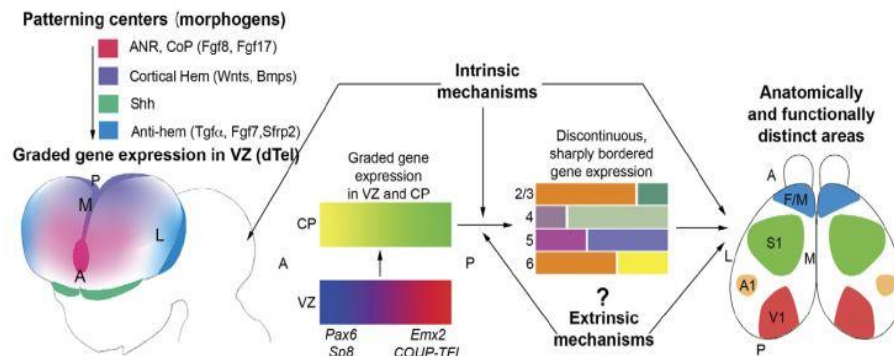 Patterning centers (morphogens)
ANR, CoP (Fgf8, Fgf17)
Cortical Hem (Wnts, Bmps)
Shh
Anti-hem (Tgfα, Fgf7,Sfrp2)
Graded gene expression in VZ (dTel)
P
M
L
A
Intrinsic
mechanisms
Graded gene
expression
in VZ and CP
CP
A
P
VZ
Pax6
Sp8
Emx2
COUP-TFI
Discontinuous,
sharply bordered
gene expression
2/3
4
5
6
?
Extrinsic
mechanisms
Anatomically
and functionally
distinct areas
A
F/M
S1
L
M
A1
V1
P